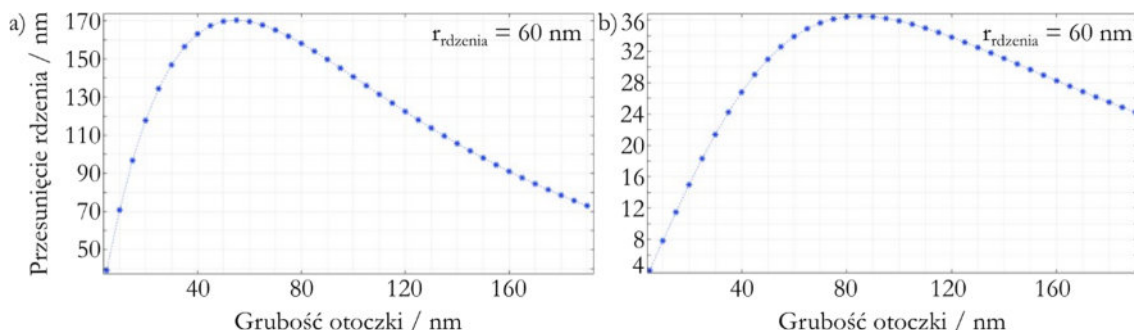 a)
Przesunięcie rdzenia / nm
170
150
130
110
90
70
50
r_rdzenia = 60 nm
40 80 120 160
Grubość otoczki / nm
b)
36
32
28
24
20
16
12
8
4
r_rdzenia = 60 nm
40 80 120 160
Grubość otoczki / nm